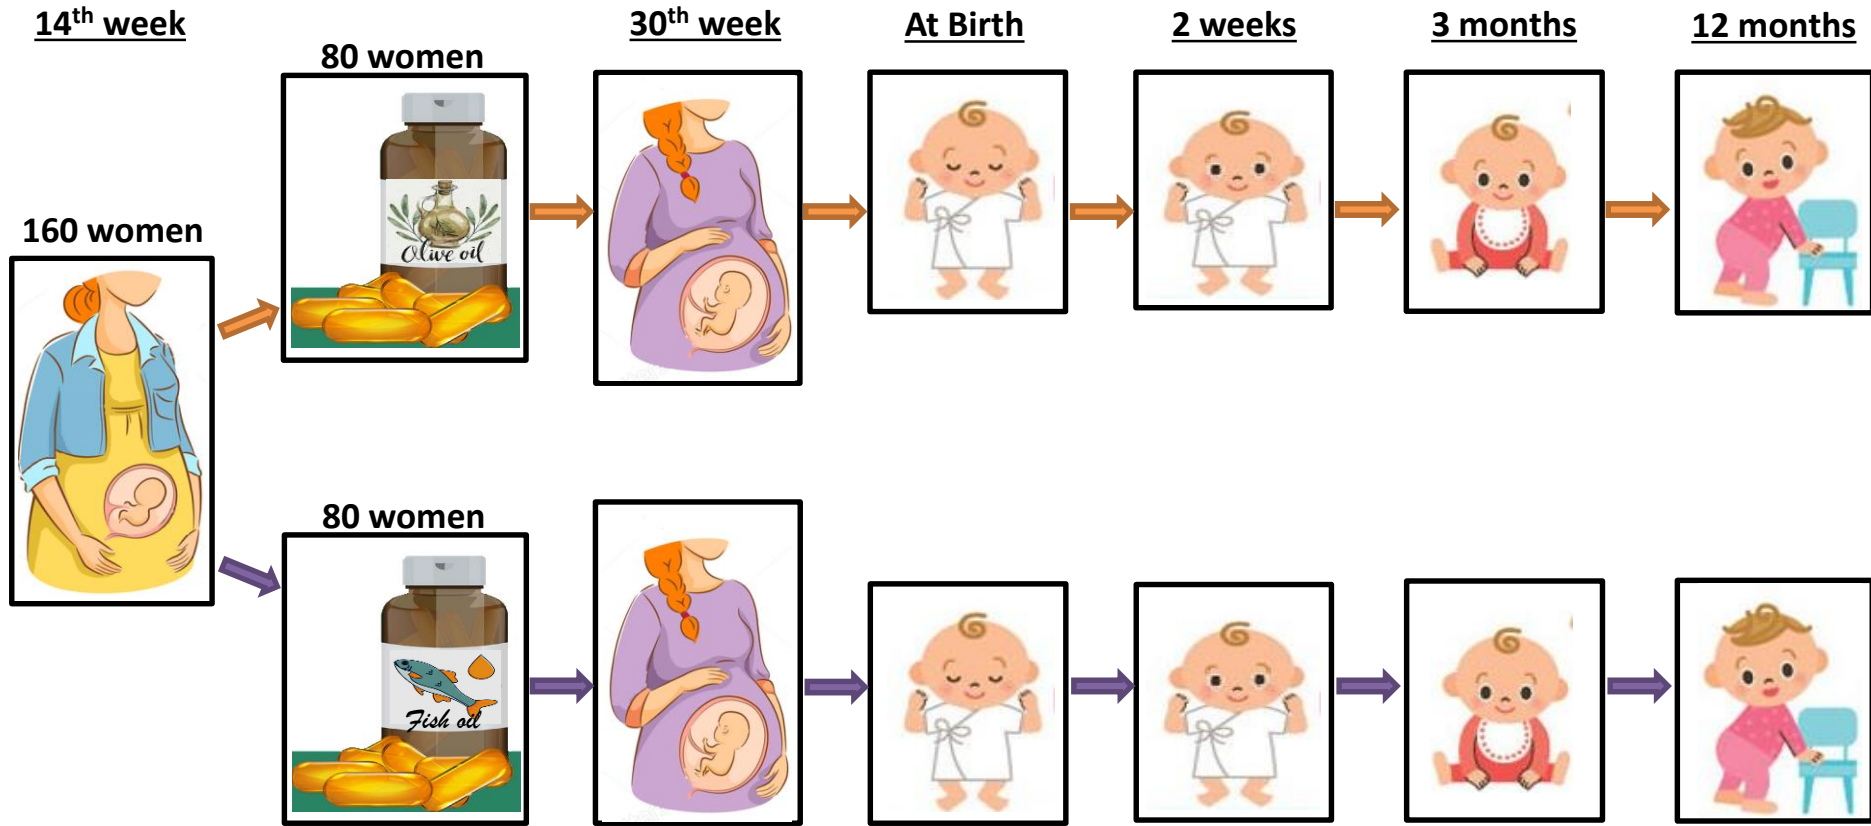 14th week
30th week
At Birth
2 weeks
3 months
12 months
80 women
Olive oil
160 women
80 women
Fish oil